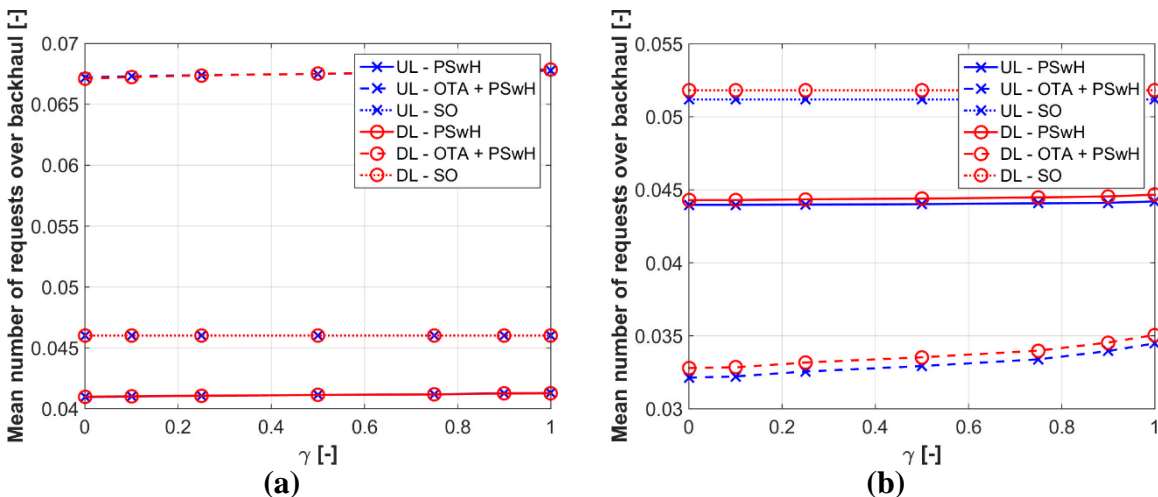 Mean number of requests over backhaul [-]
0.07
0.065
0.06
0.055
0.05
0.045
0.04
0
0.2
0.4
0.6
0.8
1
γ [-]
UL - PSwH
UL - OTA + PSwH
UL - SO
DL - PSwH
DL - OTA + PSwH
DL - SO
(a)
Mean number of requests over backhaul [-]
0.055
0.05
0.045
0.04
0.035
0.03
0
0.2
0.4
0.6
0.8
1
γ [-]
UL - PSwH
UL - OTA + PSwH
UL - SO
DL - PSwH
DL - OTA + PSwH
DL - SO
(b)